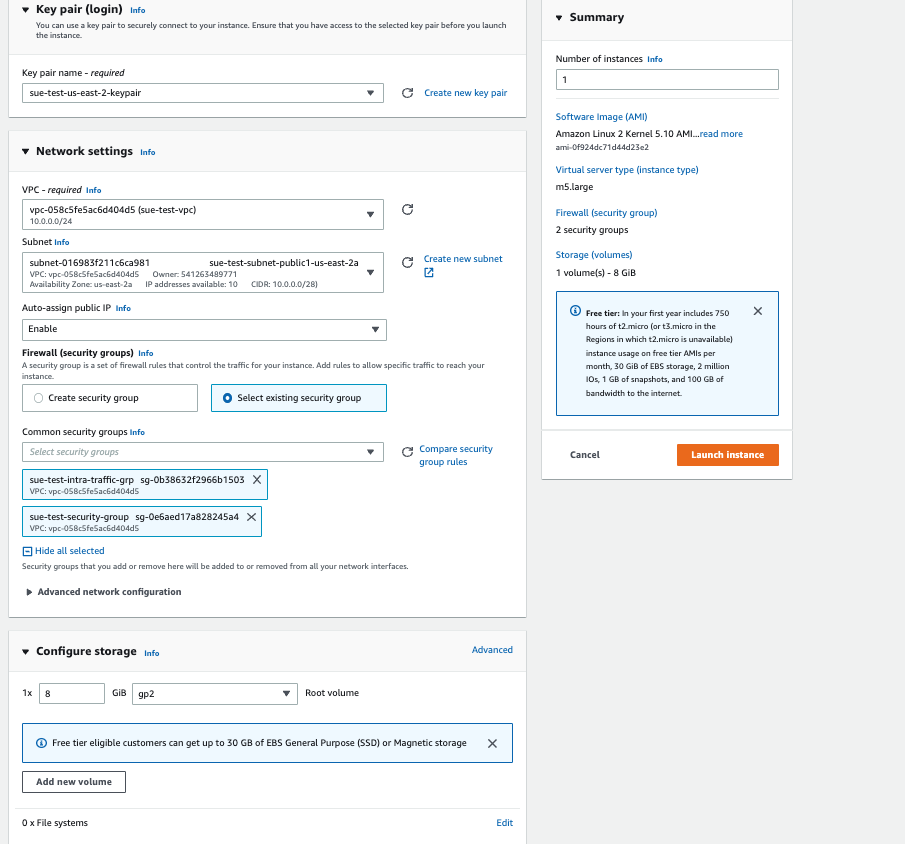 Key pair (login) Info
You can use a key pair to securely connect to your instance. Ensure that you have access to the selected key pair before you launch
the instance.
Key pair name - required
sue-test-us-east-2-keypair
Create new key pair
Network settings Info
VPC - required Info
vpc-058c5fe5ac6d404d5 (sue-test-vpc)
10.0.0.0/24
Subnet Info
subnet-016983f211c6ca981 sue-test-subnet-public1-us-east-2a
VPC: vpc-058c5fe5ac6d404d5 Owner: 541263489771
Availability Zone: us-east-2a IP addresses available: 10 CIDR: 10.0.0.0/28)
Create new subnet
Auto-assign public IP Info
Enable
Firewall (security groups) Info
A security group is a set of firewall rules that control the traffic for your instance. Add rules to allow specific traffic to reach your
instance.
Create security group
Select existing security group
Common security groups Info
Select security groups
Compare security
group rules
sue-test-intra-traffic-grp sg-0b38632f2966b1503
VPC: vpc-058c5fe5ac6d404d5
sue-test-security-group sg-0e6aed17a828245a4
VPC: vpc-058c5fe5ac6d404d5
Hide all selected
Security groups that you add or remove here will be added to or removed from all your network interfaces.
Advanced network configuration
Configure storage Info
Advanced
1x 8 GiB gp2 Root volume
Free tier eligible customers can get up to 30 GB of EBS General Purpose (SSD) or Magnetic storage
Add new volume
0 x File systems
Edit
Summary
Number of instances Info
1
Software Image (AMI)
Amazon Linux 2 Kernel 5.10 AMI...read more
ami-0f924dc71d44d23e2
Virtual server type (instance type)
m5.large
Firewall (security group)
2 security groups
Storage (volumes)
1 volume(s) - 8 GiB
Free tier: In your first year includes 750
hours of t2.micro (or t3.micro in the
Regions in which t2.micro is unavailable)
instance usage on free tier AMIs per
month, 30 GiB of EBS storage, 2 million
IOs, 1 GB of snapshots, and 100 GB of
bandwidth to the internet.
Cancel
Launch instance